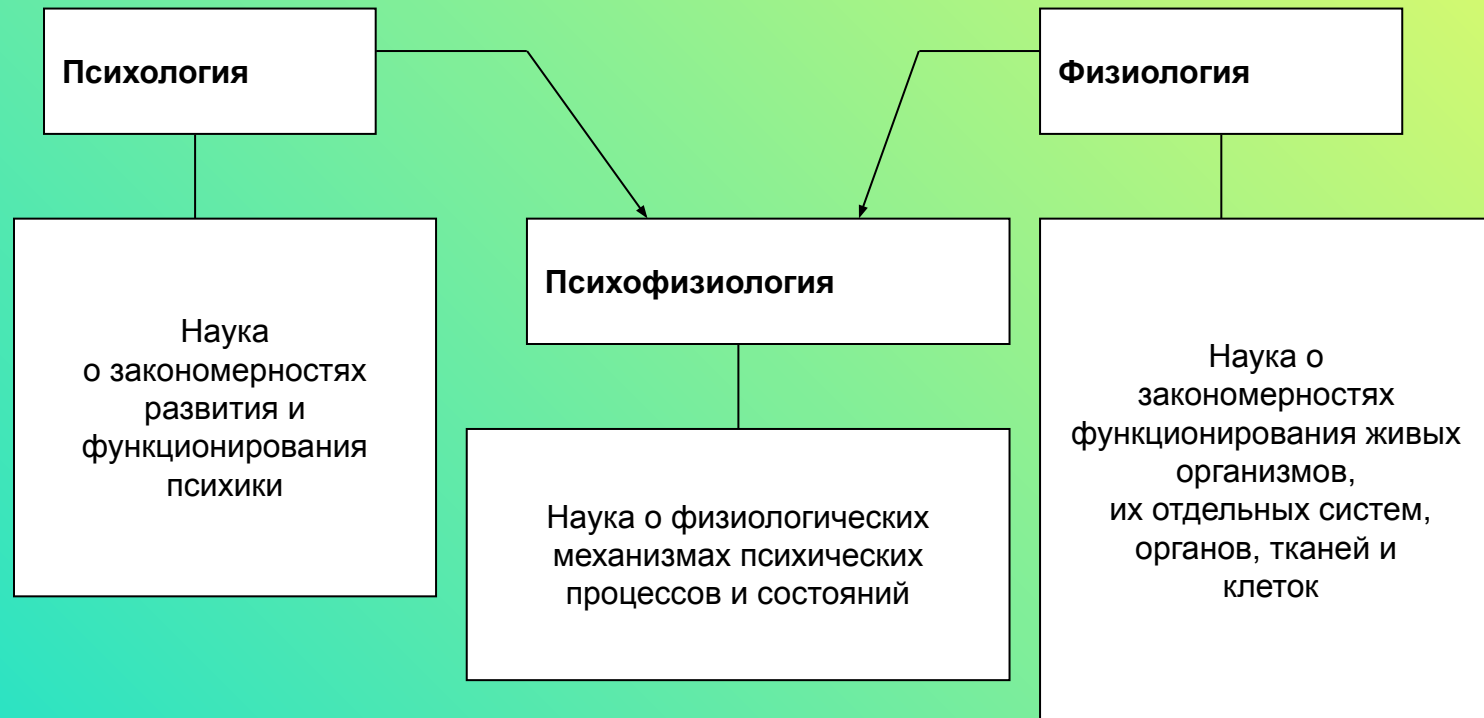 Психология
Физиология
Психофизиология
Наука
о закономерностях
развития и
функционирования
психики
Наука о физиологических
механизмах психических
процессов и состояний
Наука о
закономерностях
функционирования живых
организмов,
их отдельных систем,
органов, тканей и
клеток